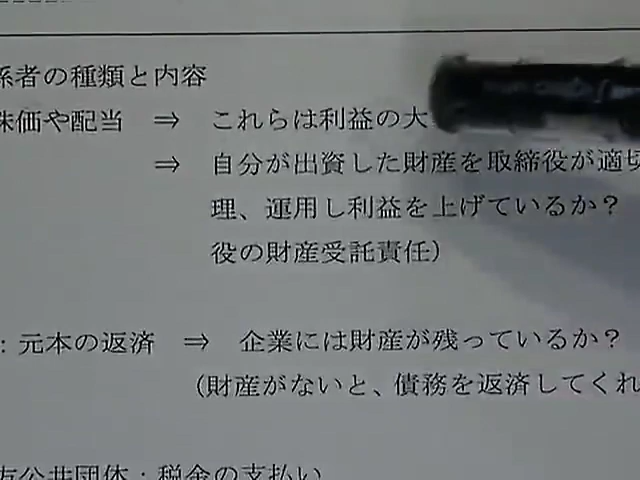 係者の種類と内容
株価や配当 ⇒ これらは利益の大
⇒ 自分が出資した財産を取締役が適切
理、運用し利益を上げているか？
役の財産受託責任）
：元本の返済 ⇒ 企業には財産が残っているか？
（財産がないと、債務を返済してくれ
方公共団体：税金の支払い